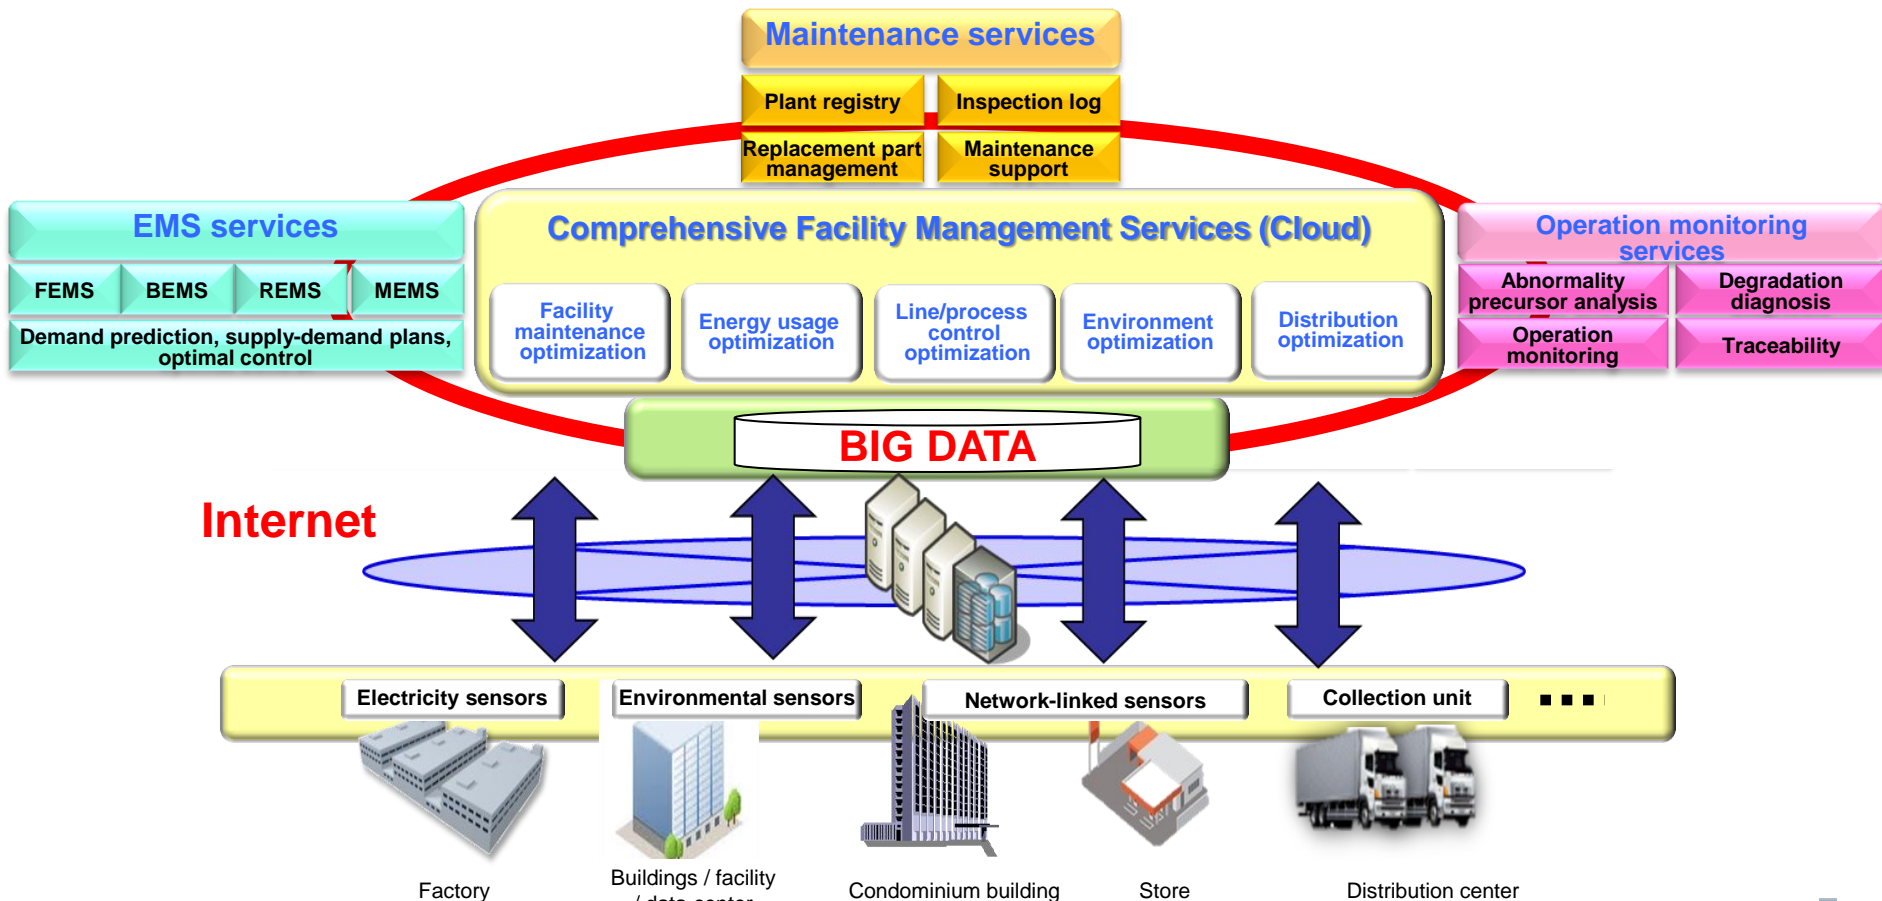 Maintenance services
Plant registry
Inspection log
Replacement part
management
Maintenance
support
EMS services
FEMS
BEMS
REMS
MEMS
Demand prediction, supply-demand plans,
optimal control
Comprehensive Facility Management Services (Cloud)
Facility
maintenance
optimization
Energy usage
optimization
Line/process
control
optimization
Environment
optimization
Distribution
optimization
Operation monitoring
services
Abnormality
precursor analysis
Degradation
diagnosis
Operation
monitoring
Traceability
BIG DATA
Internet
Electricity sensors
Environmental sensors
Network-linked sensors
Collection unit
Factory
Buildings / facility
/ data center
Condominium building
Store
Distribution center